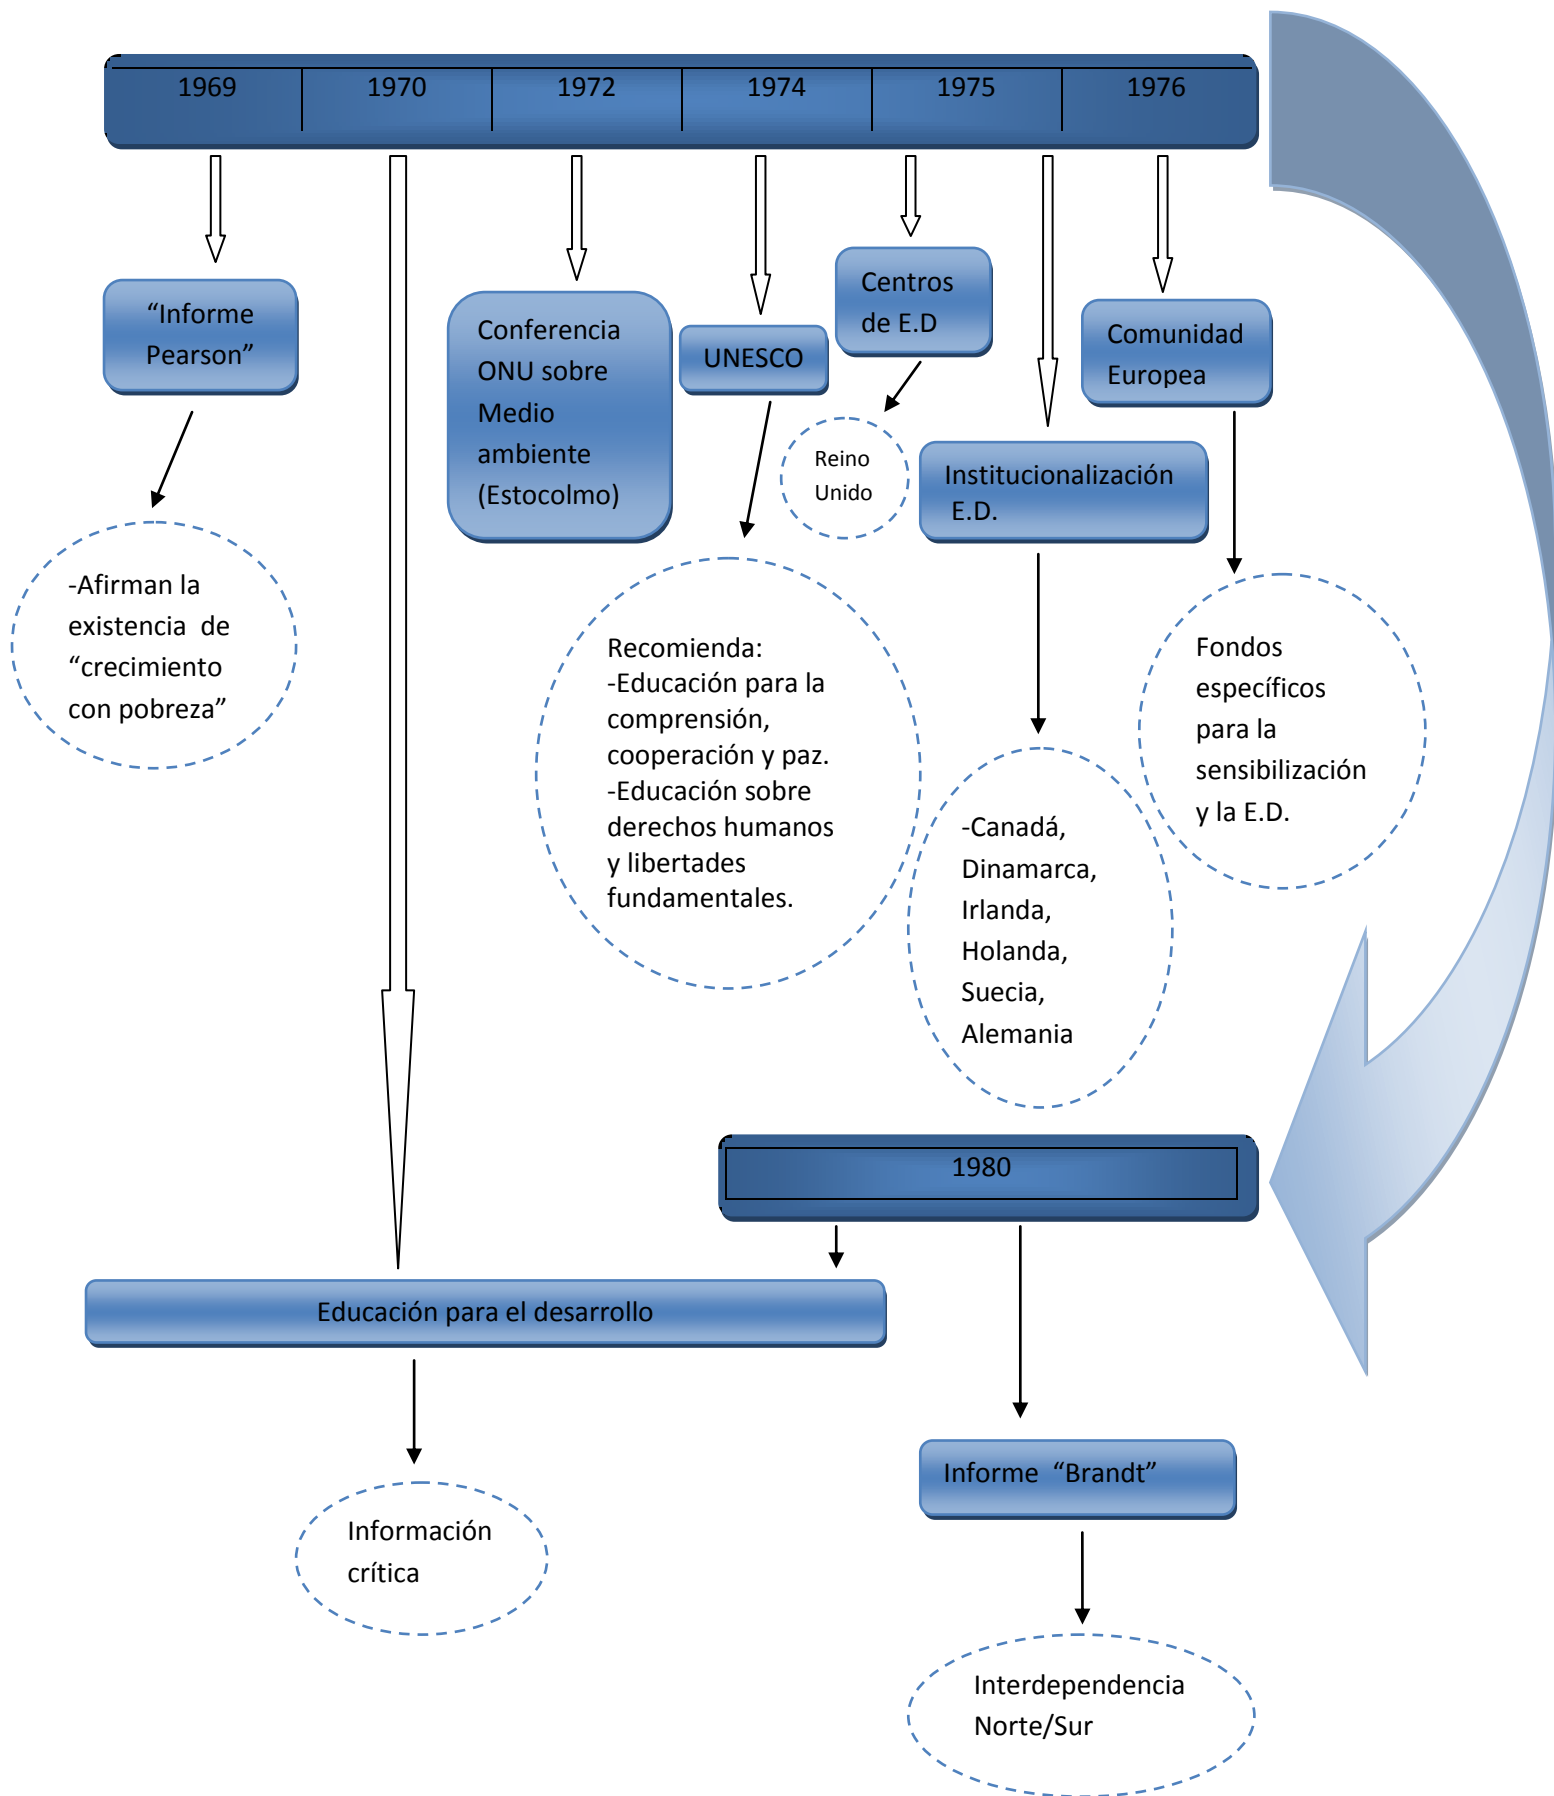 1969 1970 1972 1974 1975 1976
“Informe
Pearson”
Conferencia
ONU sobre
Medio
ambiente
(Estocolmo)
UNESCO
Centros
de E.D
Comunidad
Europea
Reino
Unido
Institucionalización
E.D.
-Afirman la
existencia de
“crecimiento
con pobreza”
Recomienda:
-Educación para la
comprensión,
cooperación y paz.
-Educación sobre
derechos humanos
y libertades
fundamentales.
-Canadá,
Dinamarca,
Irlanda,
Holanda,
Suecia,
Alemania
Fondos
específicos
para la
sensibilización
y la E.D.
1980
Educación para el desarrollo
Informe “Brandt”
Información
crítica
Interdependencia
Norte/Sur